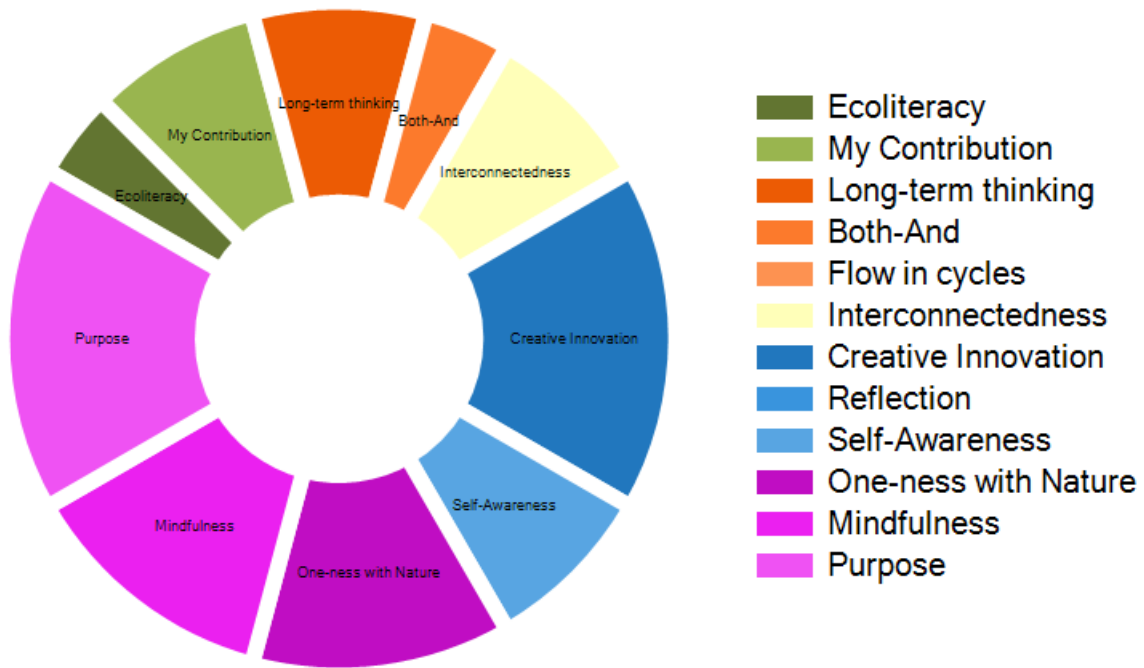 Long-term thinking
Both-And
My Contribution
Interconnectedness
Ecoliteracy
Purpose
Creative Innovation
Self-Awareness
Mindfulness
One-ness with Nature
Ecoliteracy
My Contribution
Long-term thinking
Both-And
Flow in cycles
Interconnectedness
Creative Innovation
Reflection
Self-Awareness
One-ness with Nature
Mindfulness
Purpose